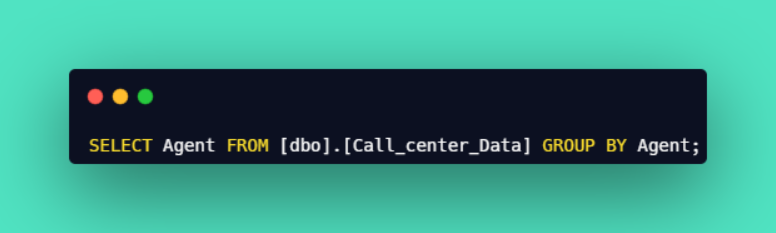 SELECT Agent FROM [dbo].[Call_center_Data] GROUP BY Agent;